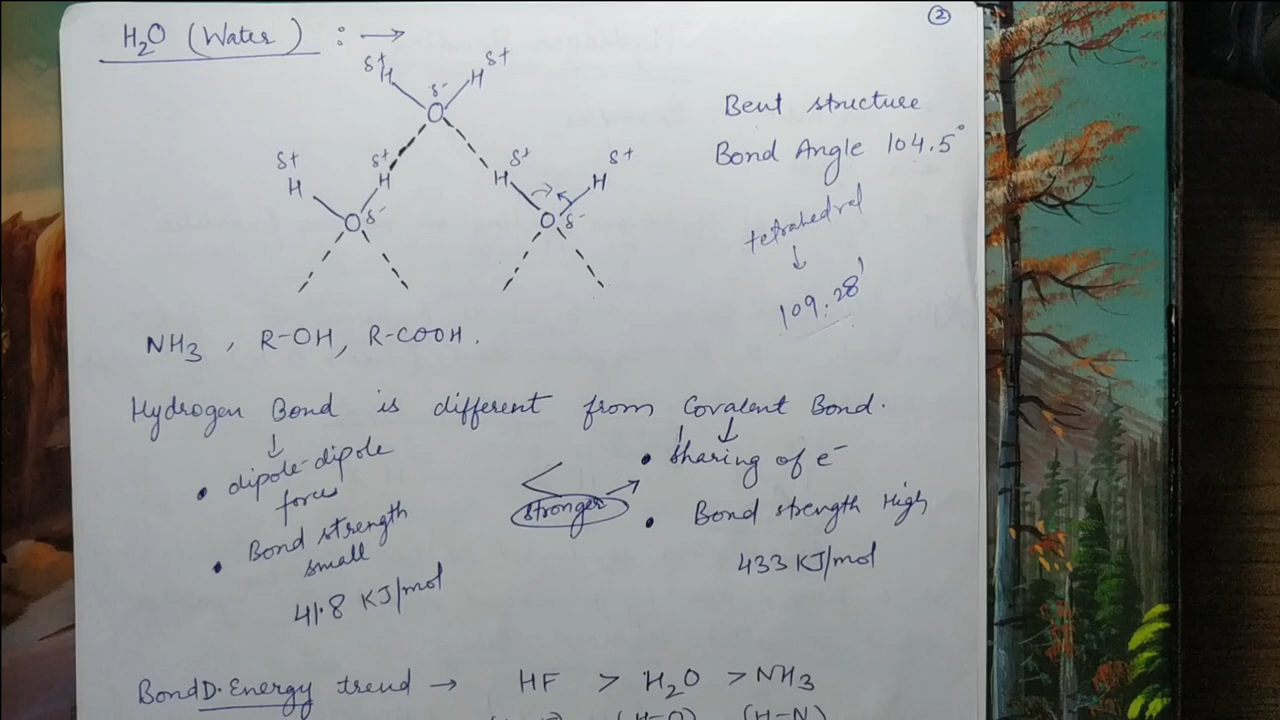 ②
H₂O (Water) : →
δ+ H δ- H δ+
O
Bent structure
Bond Angle 104.5°
tetrahedral
↓
109.28'
δ+ δ+ δ+ δ+
H H H H
O δ- O δ-
NH₃ , R-OH, R-COOH.
Hydrogen Bond is different from Covalent Bond.
• dipole-dipole
forces
• Bond strength
small
41.8 KJ/mol
< stronger
• sharing of e⁻
• Bond strength High
433 KJ/mol
Bond D. Energy trend → HF > H₂O > NH₃
(H-O) (H-N)